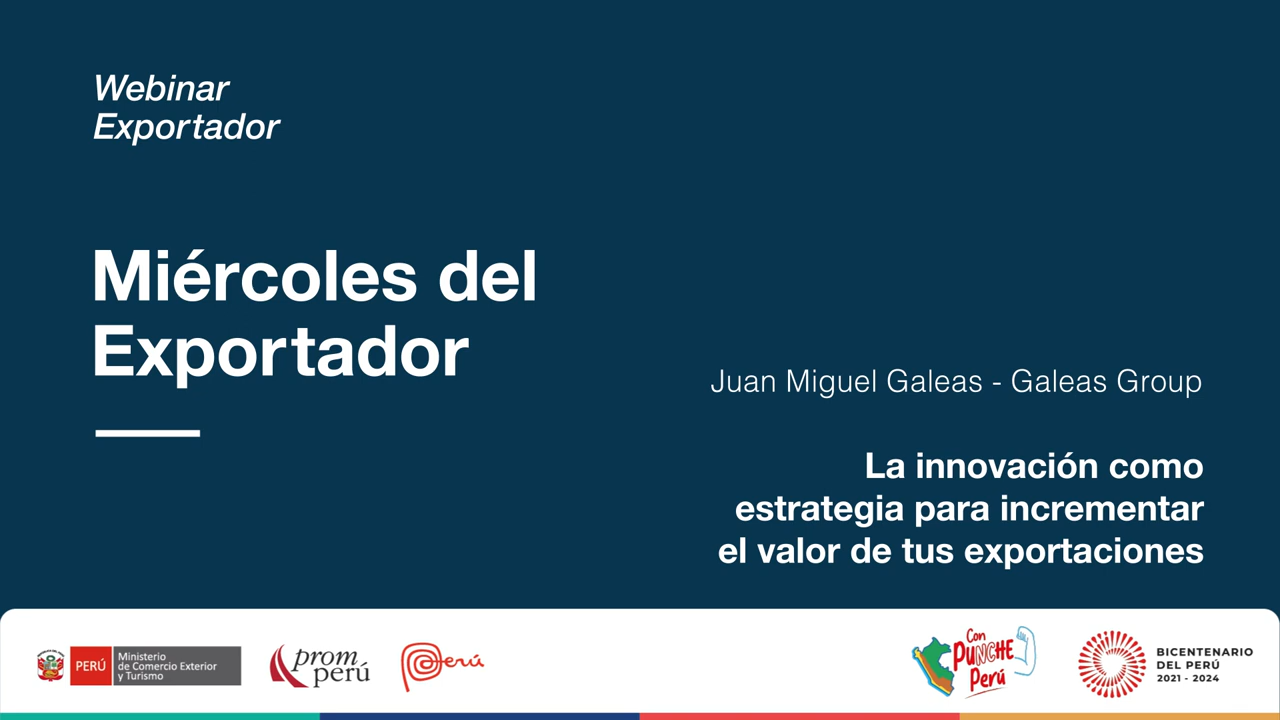 Webinar
Exportador
Miércoles del
Exportador
Juan Miguel Galeas - Galeas Group
La innovación como
estrategia para incrementar
el valor de tus exportaciones
PERÚ
Ministerio
de Comercio Exterior
y Turismo
prom
perú
Perú
Con
PUNCHE
Perú
BICENTENARIO
DEL PERÚ
2021 - 2024